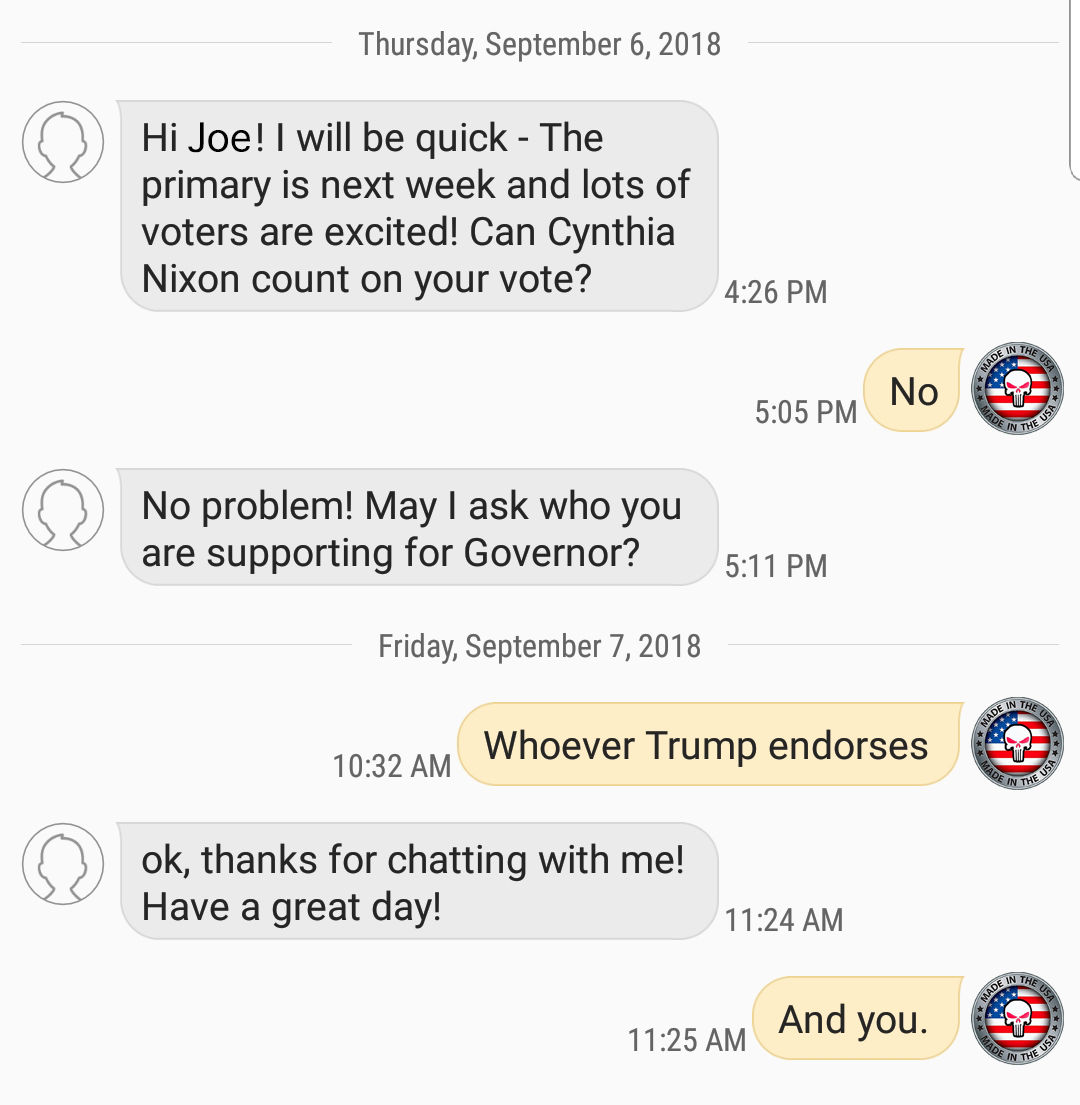 Thursday, September 6, 2018
Hi Joe! I will be quick - The
primary is next week and lots of
voters are excited! Can Cynthia
Nixon count on your vote?
4:26 PM
MADE IN THE USA
No
MADE IN THE USA
5:05 PM
No problem! May I ask who you
are supporting for Governor?
5:11 PM
Friday, September 7, 2018
MADE IN THE USA
Whoever Trump endorses
MADE IN THE USA
10:32 AM
ok, thanks for chatting with me!
Have a great day!
11:24 AM
MADE IN THE USA
And you.
MADE IN THE USA
11:25 AM